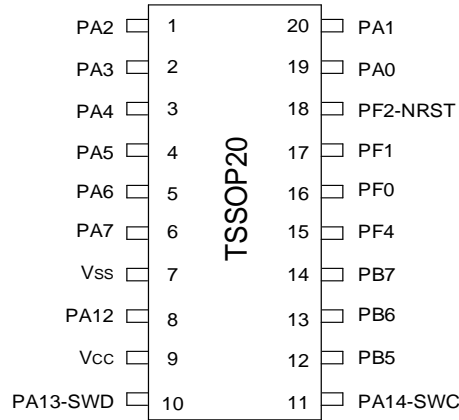 PA2 1 20 PA1
PA3 2 19 PA0
PA4 3 18 PF2-NRST
PA5 4 17 PF1
PA6 5 16 PF0
PA7 6 15 PF4
Vss 7 14 PB7
PA12 8 13 PB6
Vcc 9 12 PB5
PA13-SWD 10 11 PA14-SWC
TSSOP20